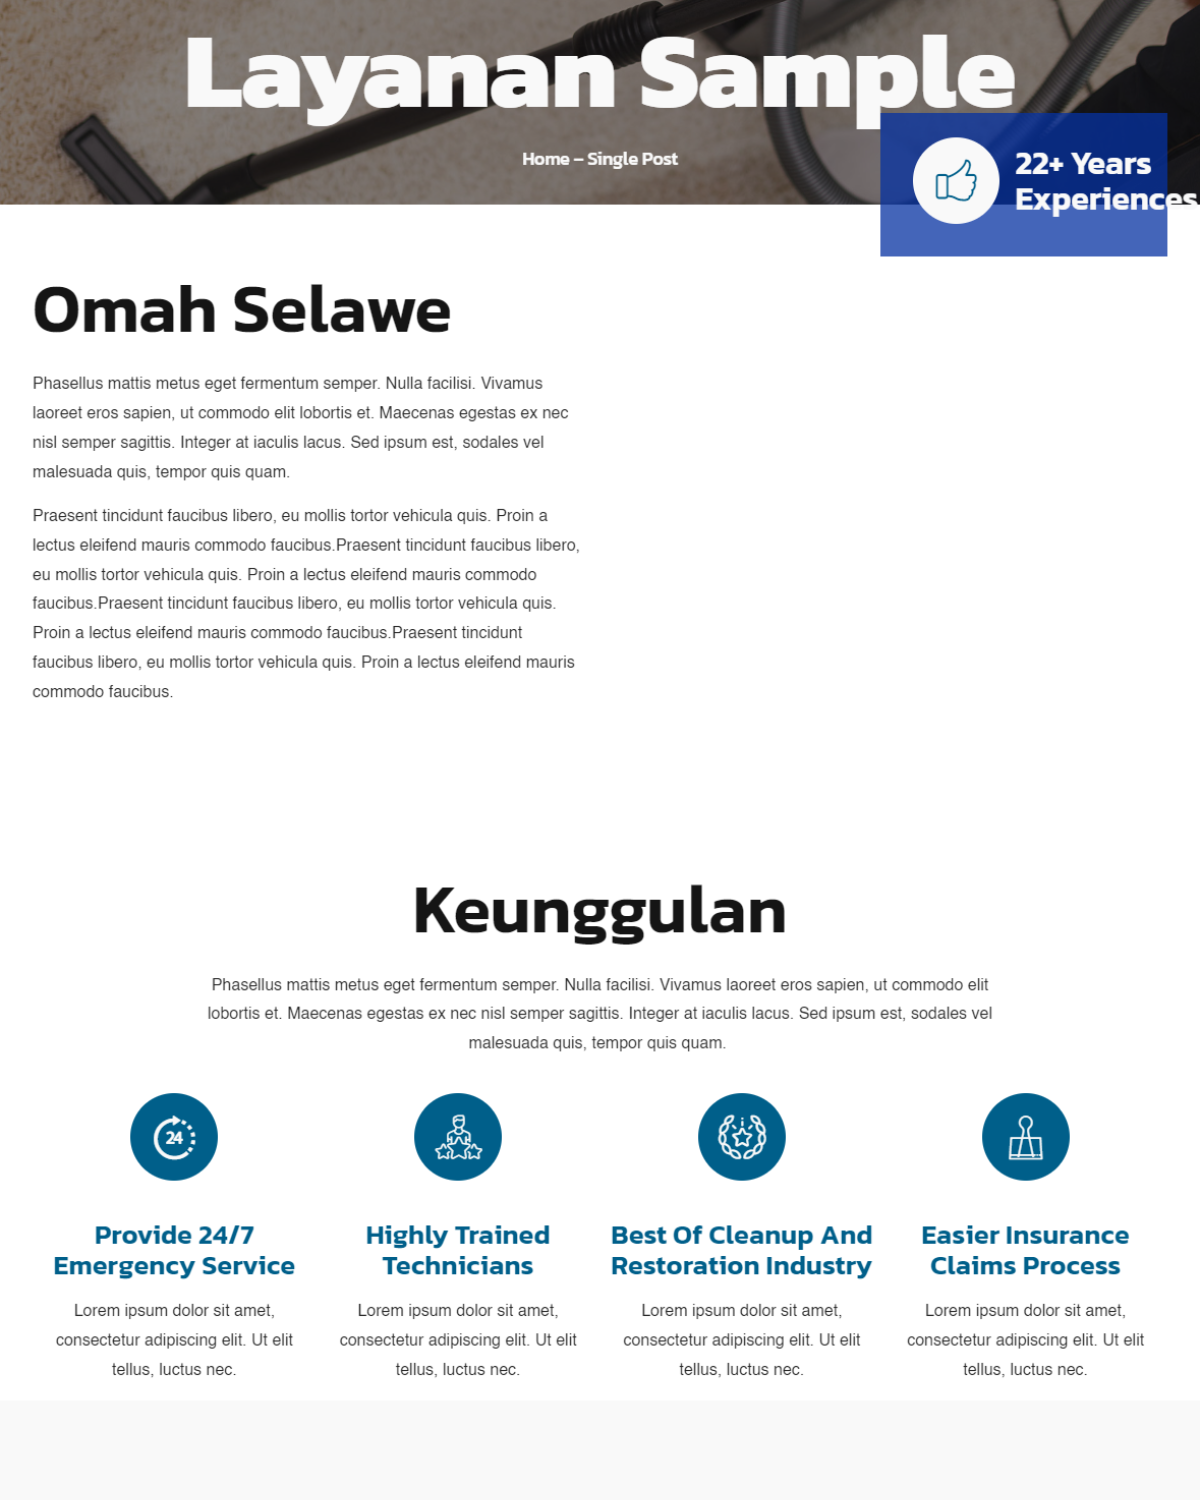 Layanan Sample
Home – Single Post
22+ Years
Experiences
Omah Selawe
Phasellus mattis metus eget fermentum semper. Nulla facilisi. Vivamus
laoreet eros sapien, ut commodo elit lobortis et. Maecenas egestas ex nec
nisl semper sagittis. Integer at iaculis lacus. Sed ipsum est, sodales vel
malesuada quis, tempor quis quam.
Praesent tincidunt faucibus libero, eu mollis tortor vehicula quis. Proin a
lectus eleifend mauris commodo faucibus.Praesent tincidunt faucibus libero,
eu mollis tortor vehicula quis. Proin a lectus eleifend mauris commodo
faucibus.Praesent tincidunt faucibus libero, eu mollis tortor vehicula quis.
Proin a lectus eleifend mauris commodo faucibus.Praesent tincidunt
faucibus libero, eu mollis tortor vehicula quis. Proin a lectus eleifend mauris
commodo faucibus.
Keunggulan
Phasellus mattis metus eget fermentum semper. Nulla facilisi. Vivamus laoreet eros sapien, ut commodo elit
lobortis et. Maecenas egestas ex nec nisl semper sagittis. Integer at iaculis lacus. Sed ipsum est, sodales vel
malesuada quis, tempor quis quam.
24
Provide 24/7
Emergency Service
Lorem ipsum dolor sit amet,
consectetur adipiscing elit. Ut elit
tellus, luctus nec.
Highly Trained
Technicians
Lorem ipsum dolor sit amet,
consectetur adipiscing elit. Ut elit
tellus, luctus nec.
Best Of Cleanup And
Restoration Industry
Lorem ipsum dolor sit amet,
consectetur adipiscing elit. Ut elit
tellus, luctus nec.
Easier Insurance
Claims Process
Lorem ipsum dolor sit amet,
consectetur adipiscing elit. Ut elit
tellus, luctus nec.